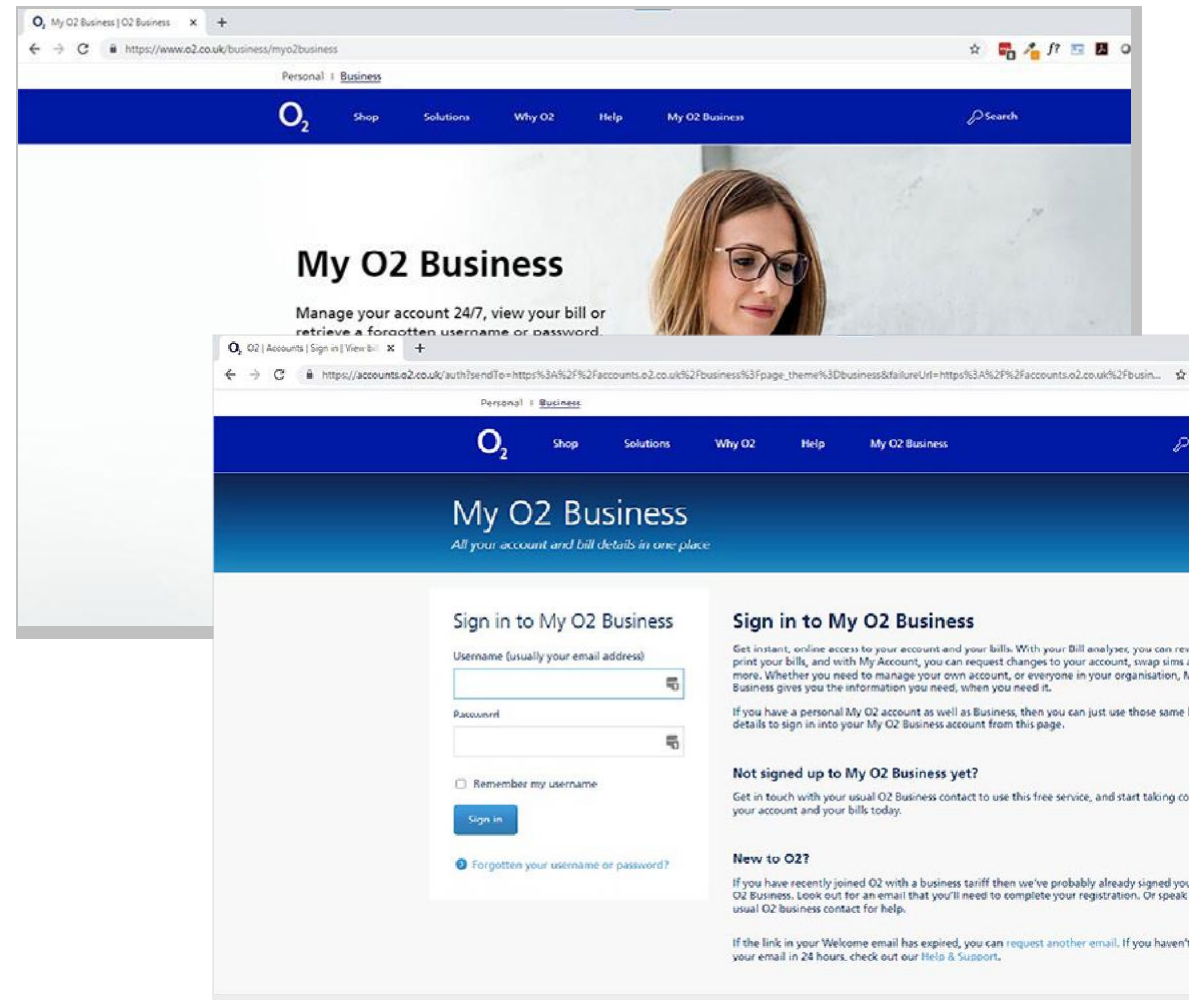 O2 My O2 Business | O2 Business
https://www.o2.co.uk/business/myo2business
Personal | Business
O2 Shop Solutions Why O2 Help My O2 Business Search
My O2 Business
Manage your account 24/7, view your bill or
retrieve a forgotten username or password.
O2 O2 | Accounts | Sign in | View bil
https://accounts.o2.co.uk/auth?sendTo=https%3A%2F%2Faccounts.o2.co.uk%2Fbusiness%3Fpage_theme%3Dbusiness&failureUrl=https%3A%2F%2Faccounts.o2.co.uk%2Fbusin...
Personal | Business
O2 Shop Solutions Why O2 Help My O2 Business
My O2 Business
All your account and bill details in one place
Sign in to My O2 Business
Username (usually your email address)
Password
Remember my username
Sign in
Forgotten your username or password?
Sign in to My O2 Business
Get instant, online access to your account and your bills. With your Bill analyser, you can rev
print your bills, and with My Account, you can request changes to your account, swap sims a
more. Whether you need to manage your own account, or everyone in your organisation, M
Business gives you the information you need, when you need it.
If you have a personal My O2 account as well as Business, then you can just use those same l
details to sign in into your My O2 Business account from this page.
Not signed up to My O2 Business yet?
Get in touch with your usual O2 Business contact to use this free service, and start taking co
your account and your bills today.
New to O2?
If you have recently joined O2 with a business tariff then we've probably already signed you
O2 Business. Look out for an email that you'll need to complete your registration. Or speak
usual O2 business contact for help.
If the link in your Welcome email has expired, you can request another email. If you haven't
your email in 24 hours, check out our Help & Support.